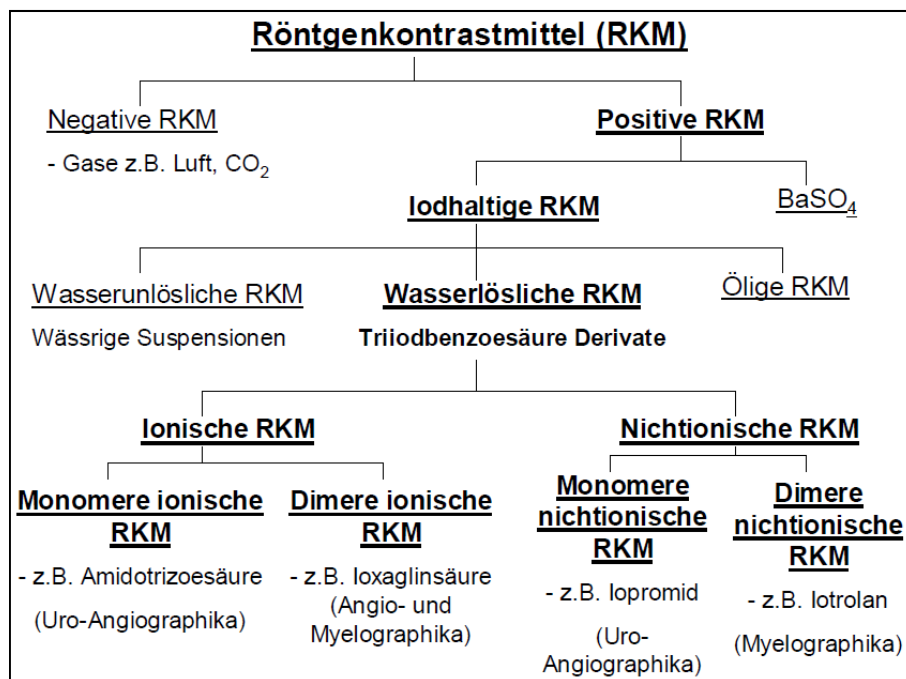 Röntgenkontrastmittel (RKM)
Negative RKM
- Gase z.B. Luft, CO₂
Positive RKM
Iodhaltige RKM
BaSO₄
Wasserunlösliche RKM
Wässrige Suspensionen
Wasserlösliche RKM
Triiodbenzoesäure Derivate
Ölige RKM
Ionische RKM
Nichtionische RKM
Monomere ionische
RKM
- z.B. Amidotrizoesäure
(Uro-Angiographika)
Dimere ionische
RKM
- z.B. Ioxaglinsäure
(Angio- und
Myelographika)
Monomere
nichtionische
RKM
- z.B. Iopromid
(Uro-
Angiographika)
Dimere
nichtionische
RKM
- z.B. Iotrolan
(Myelographika)